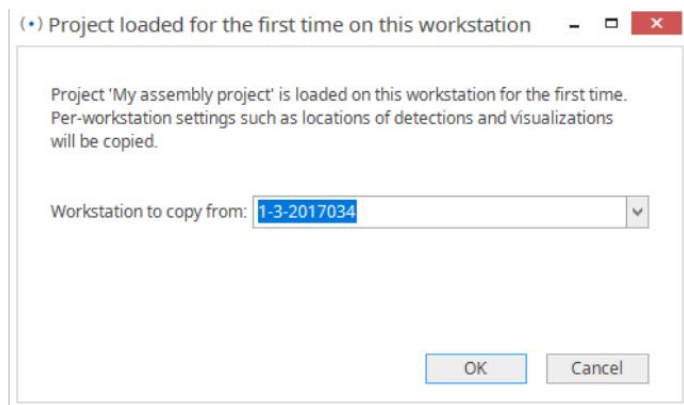 Project loaded for the first time on this workstation
Project 'My assembly project' is loaded on this workstation for the first time.
Per-workstation settings such as locations of detections and visualizations
will be copied.
Workstation to copy from: 1-3-2017034
OK Cancel